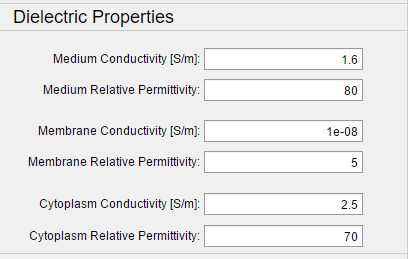 Dielectric Properties
Medium Conductivity [S/m]: 1.6
Medium Relative Permittivity: 80
Membrane Conductivity [S/m]: 1e-08
Membrane Relative Permittivity: 5
Cytoplasm Conductivity [S/m]: 2.5
Cytoplasm Relative Permittivity: 70